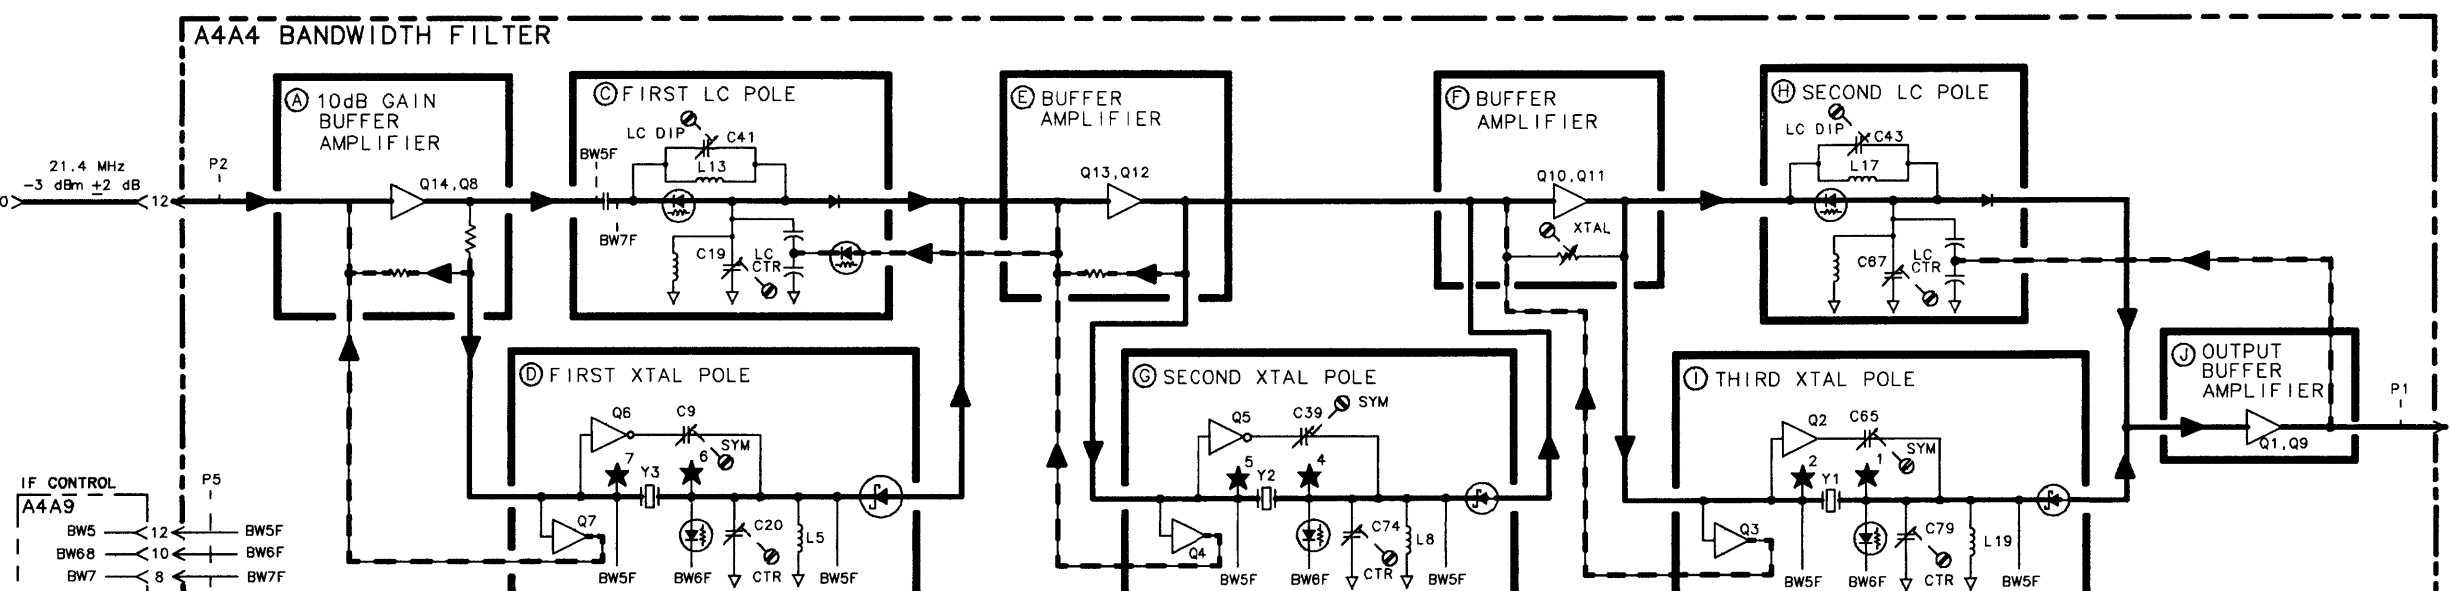 A4A4 BANDWIDTH FILTER
A 10dB GAIN
BUFFER
AMPLIFIER
C FIRST LC POLE
LC DIP
C41
L13
BW5F
BW7F
C19
LC
CTR
E BUFFER
AMPLIFIER
Q13,Q12
F BUFFER
AMPLIFIER
Q10,Q11
XTAL
H SECOND LC POLE
LC DIP
C43
L17
C67
LC
CTR
21.4 MHz
-3 dBm ±2 dB
12
P2
Q14,Q8
D FIRST XTAL POLE
Q6
C9
SYM
7
Y3
6
Q7
C20
L5
BW5F
BW6F
CTR
BW5F
G SECOND XTAL POLE
Q5
C39
SYM
5
Y2
4
Q4
C74
L8
BW5F
BW6F
CTR
BW5F
I THIRD XTAL POLE
Q2
C65
SYM
2
Y1
1
Q3
C79
L19
BW5F
BW6F
CTR
BW5F
J OUTPUT
BUFFER
AMPLIFIER
Q1,Q9
P1
IF CONTROL
A4A9
P5
BW5 12 BW5F
BW68 10 BW6F
BW7 8 BW7F